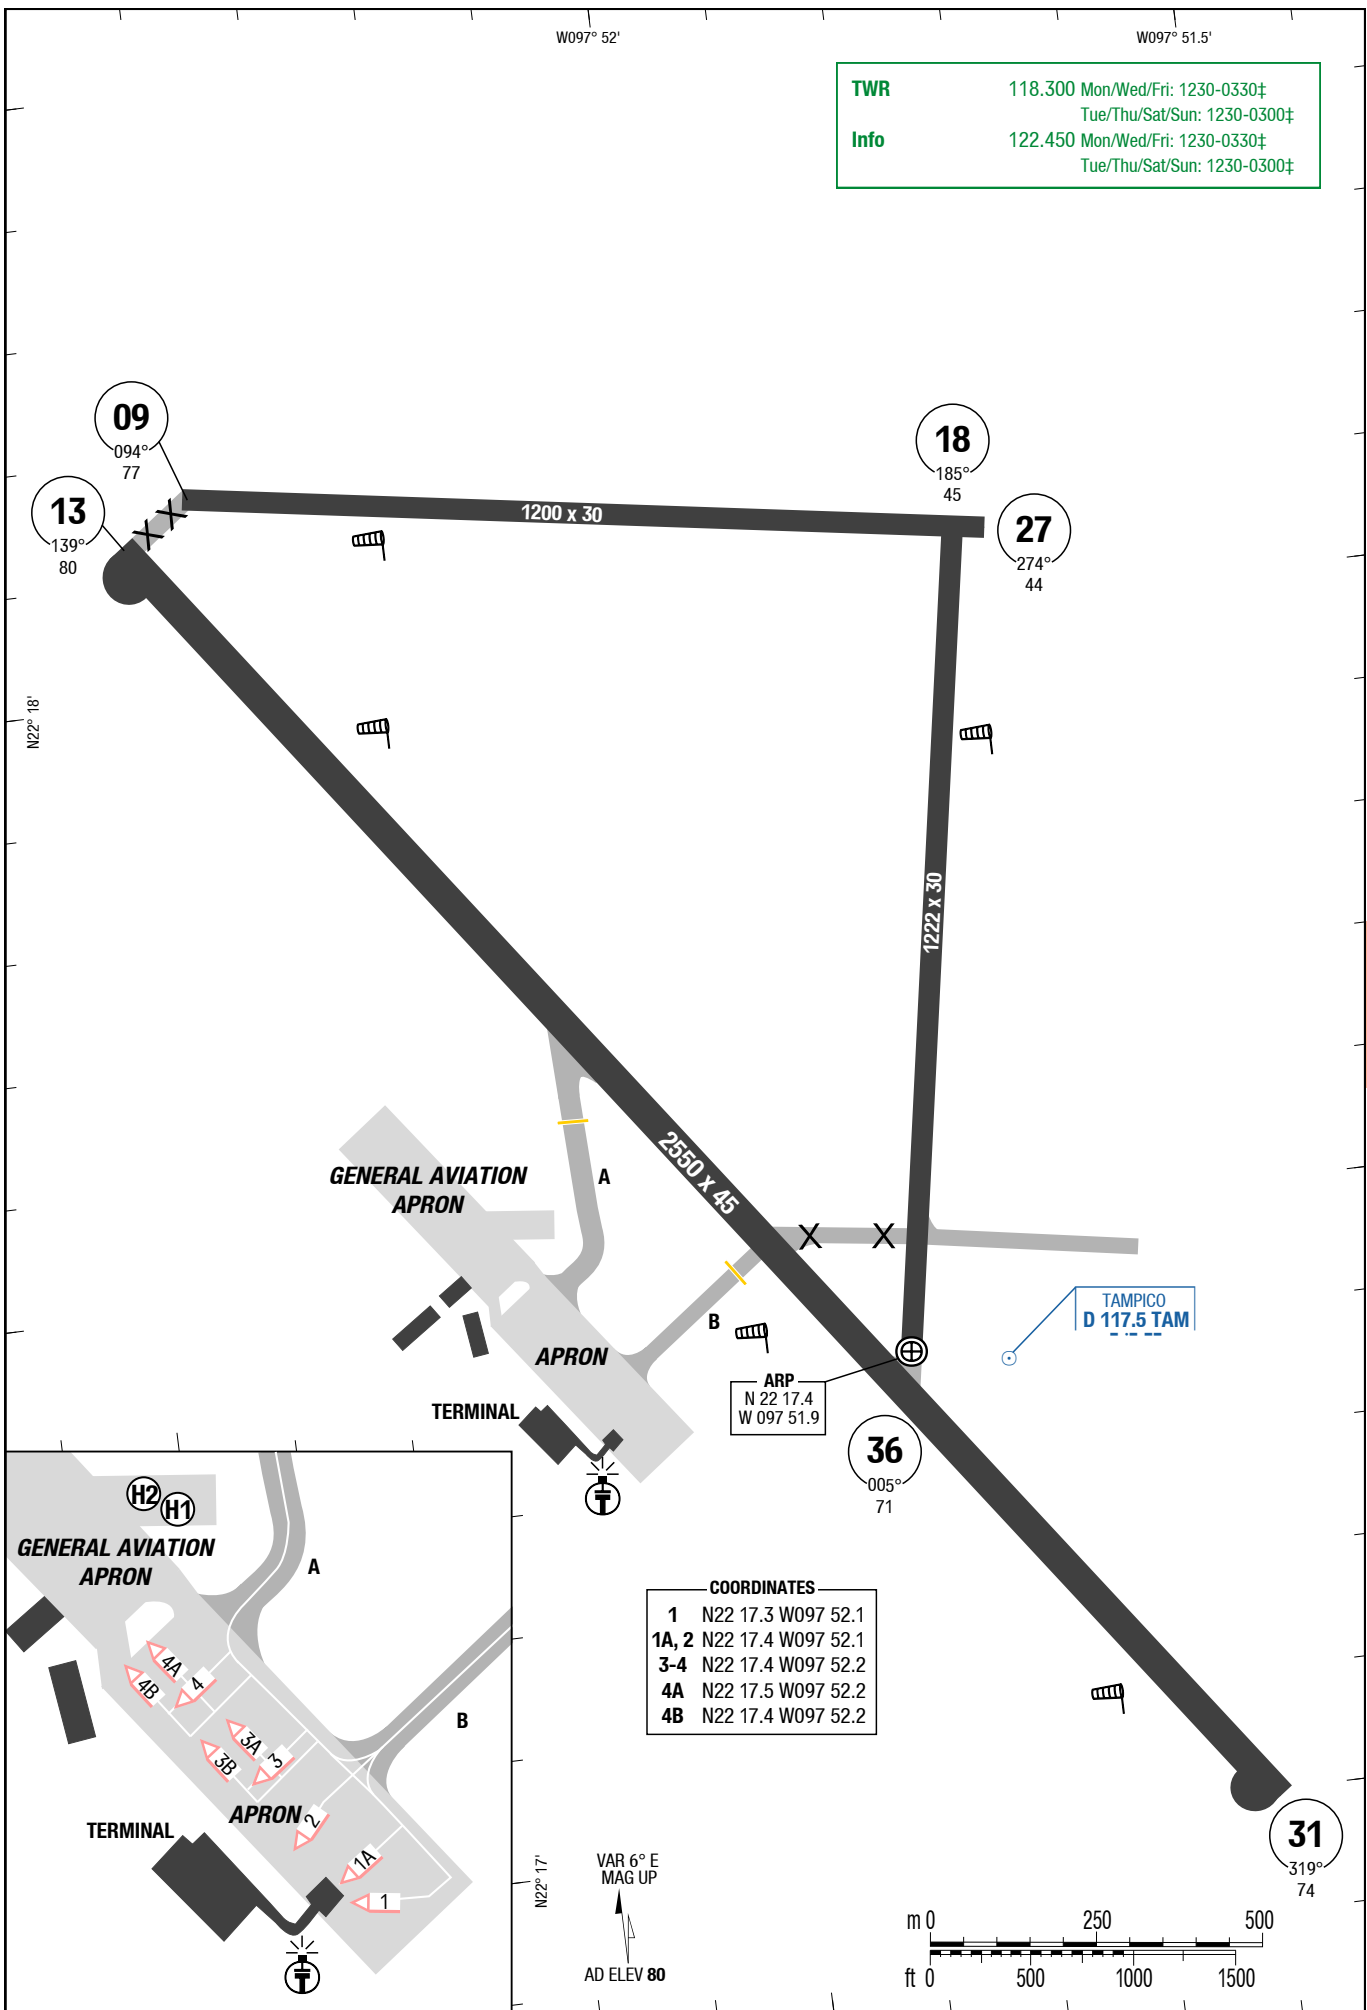 W097° 52'
W097° 51.5'
TWR 118.300 Mon/Wed/Fri: 1230-0330‡
Tue/Thu/Sat/Sun: 1230-0300‡
Info 122.450 Mon/Wed/Fri: 1230-0330‡
Tue/Thu/Sat/Sun: 1230-0300‡
09
094°
77
18
185°
45
13
139°
80
1200 x 30
27
274°
44
N22° 18'
1222 x 30
2550 x 45
GENERAL AVIATION
APRON
A
B
APRON
TERMINAL
TAMPICO
D 117.5 TAM
ARP
N 22 17.4
W 097 51.9
36
005°
71
H2
H1
GENERAL AVIATION
APRON
A
B
4A
4
4B
3A
3
3B
APRON
2
1A
1
TERMINAL
COORDINATES
1 N22 17.3 W097 52.1
1A, 2 N22 17.4 W097 52.1
3-4 N22 17.4 W097 52.2
4A N22 17.5 W097 52.2
4B N22 17.4 W097 52.2
31
319°
74
N22° 17'
VAR 6° E
MAG UP
AD ELEV 80
m 0 250 500
ft 0 500 1000 1500